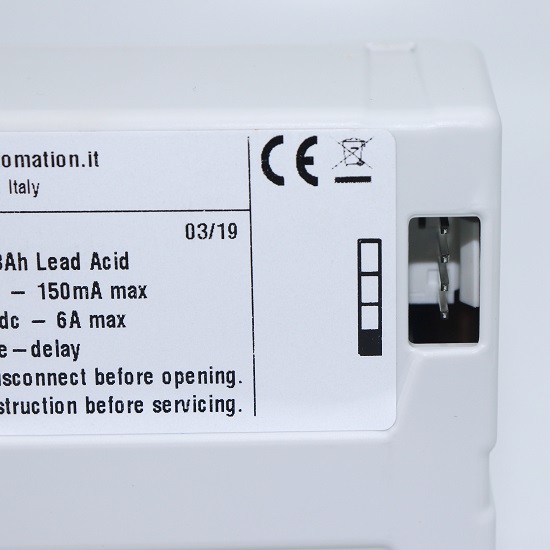 omation.it
Italy
CE
03/19
3Ah Lead Acid
– 150mA max
dc – 6A max
e–delay
sconnect before opening.
struction before servicing.